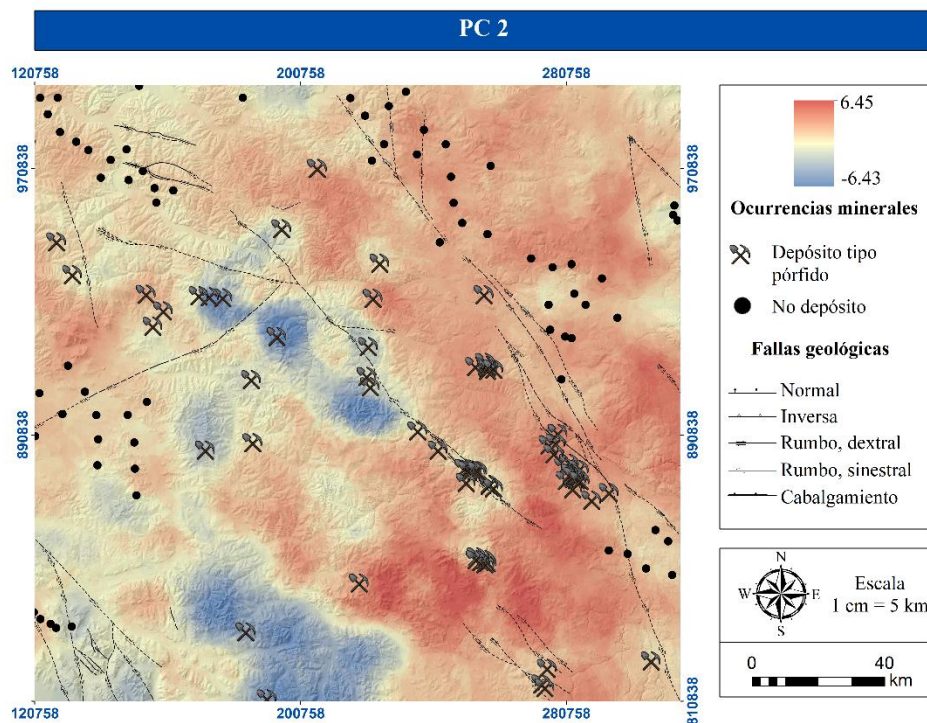 PC 2
120758
200758
280758
970838
970838
890838
890838
120758
200758
280758
810838
6.45
-6.43
Ocurrencias minerales
Depósito tipo
pórfido
No depósito
Fallas geológicas
Normal
Inversa
Rumbo, dextral
Rumbo, sinestral
Cabalgamiento
N
W
E
S
Escala
1 cm = 5 km
0
40
km